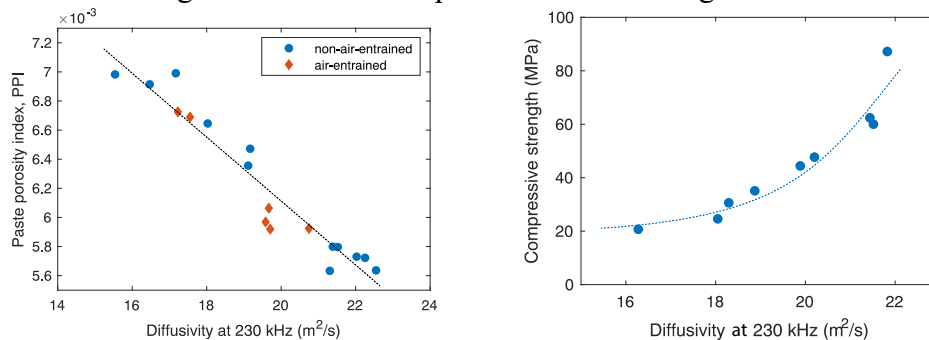 ×10⁻³
7.2
7
6.8
6.6
6.4
6.2
6
5.8
5.6
Paste porosity index, PPI
non-air-entrained
air-entrained
14 16 18 20 22 24
Diffusivity at 230 kHz (m²/s)
100
80
60
40
20
0
Compressive strength (MPa)
16 18 20 22
Diffusivity at 230 kHz (m²/s)